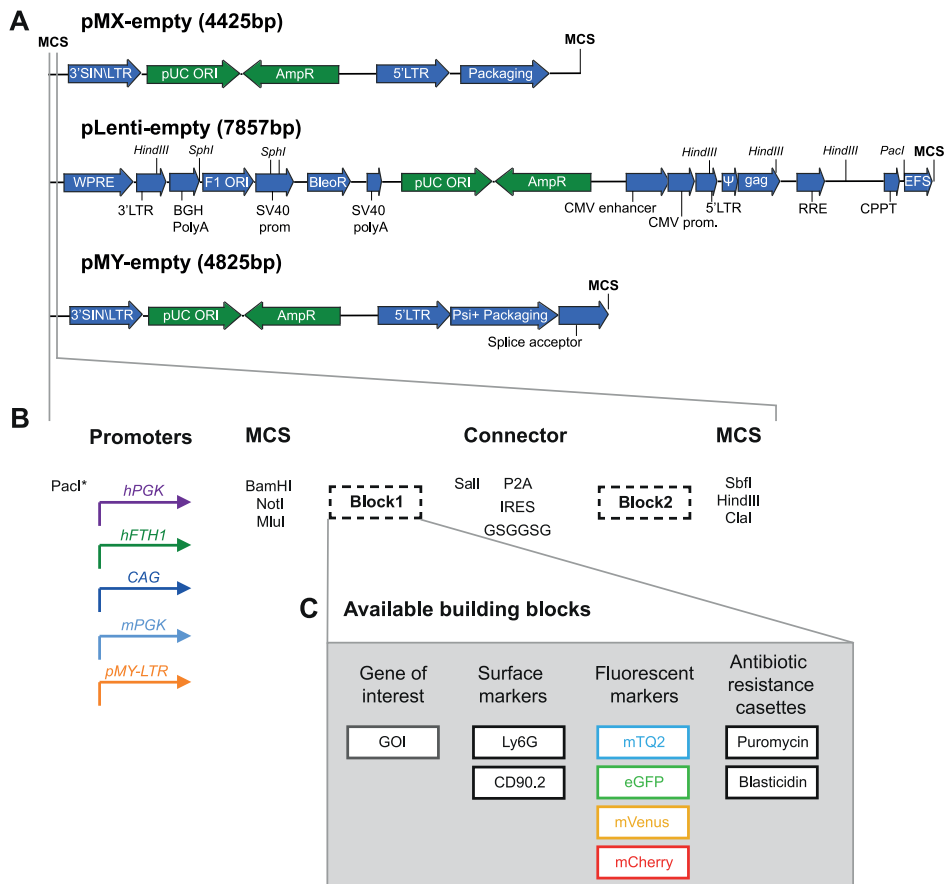 A
pMX-empty (4425bp)
MCS
MCS
3'SIN\LTR
pUC ORI
AmpR
5'LTR
Packaging
pLenti-empty (7857bp)
HindIII
SphI
SphI
HindIII
HindIII
HindIII
PacI
MCS
WPRE
F1 ORI
BleoR
pUC ORI
AmpR
Ψ
gag
EFS
3'LTR
BGH
PolyA
SV40
prom
SV40
polyA
CMV enhancer
CMV prom.
5'LTR
RRE
CPPT
pMY-empty (4825bp)
MCS
3'SIN\LTR
pUC ORI
AmpR
5'LTR
Psi+ Packaging
Splice acceptor
B
Promoters
MCS
Connector
MCS
PacI*
hPGK
hFTH1
CAG
mPGK
pMY-LTR
BamHI
NotI
MluI
Block1
SalI
P2A
IRES
GSGGSG
Block2
SbfI
HindIII
ClaI
C
Available building blocks
Gene of
interest
GOI
Surface
markers
Ly6G
CD90.2
Fluorescent
markers
mTQ2
eGFP
mVenus
mCherry
Antibiotic
resistance
casettes
Puromycin
Blasticidin